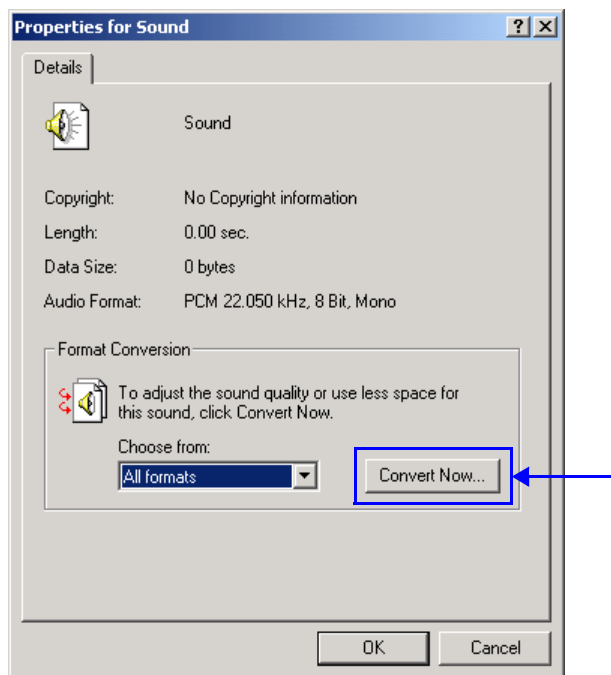 Properties for Sound
Details
Sound
Copyright: No Copyright information
Length: 0.00 sec.
Data Size: 0 bytes
Audio Format: PCM 22.050 kHz, 8 Bit, Mono
Format Conversion
To adjust the sound quality or use less space for
this sound, click Convert Now.
Choose from:
All formats
Convert Now...
OK Cancel